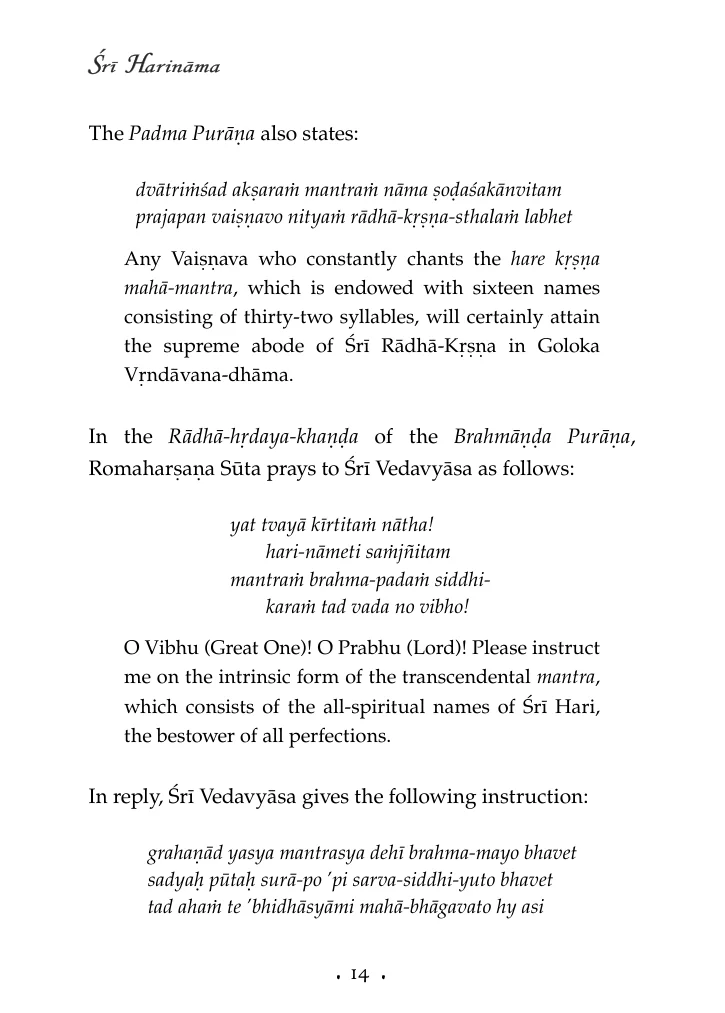 Śrī Harināma
The Padma Purāṇa also states:
dvātriṁśad akṣaraṁ mantraṁ nāma ṣoḍaśakānvitam
prajapan vaiṣṇavo nityaṁ rādhā-kṛṣṇa-sthalaṁ labhet
Any Vaiṣṇava who constantly chants the hare kṛṣṇa
mahā-mantra, which is endowed with sixteen names
consisting of thirty-two syllables, will certainly attain
the supreme abode of Śrī Rādhā-Kṛṣṇa in Goloka
Vṛndāvana-dhāma.
In the Rādhā-hṛdaya-khaṇḍa of the Brahmāṇḍa Purāṇa,
Romaharṣaṇa Sūta prays to Śrī Vedavyāsa as follows:
yat tvayā kīrtitaṁ nātha!
hari-nāmeti saṁjñitam
mantraṁ brahma-padaṁ siddhi-
karaṁ tad vada no vibho!
O Vibhu (Great One)! O Prabhu (Lord)! Please instruct
me on the intrinsic form of the transcendental mantra,
which consists of the all-spiritual names of Śrī Hari,
the bestower of all perfections.
In reply, Śrī Vedavyāsa gives the following instruction:
grahaṇād yasya mantrasya dehī brahma-mayo bhavet
sadyaḥ pūtaḥ surā-po ’pi sarva-siddhi-yuto bhavet
tad ahaṁ te ’bhidhāsyāmi mahā-bhāgavato hy asi
• 14 •